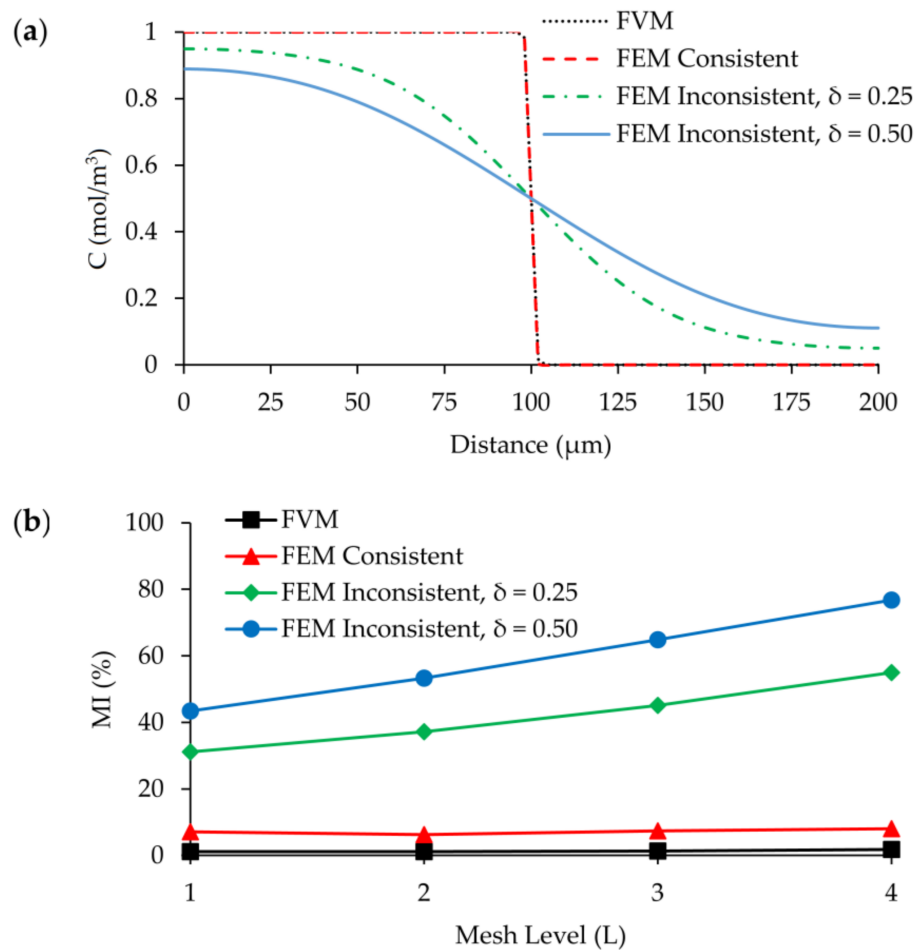 (a)
FVM
FEM Consistent
FEM Inconsistent, δ = 0.25
FEM Inconsistent, δ = 0.50
C (mol/m³)
1
0.8
0.6
0.4
0.2
0
0 25 50 75 100 125 150 175 200
Distance (μm)
(b)
FVM
FEM Consistent
FEM Inconsistent, δ = 0.25
FEM Inconsistent, δ = 0.50
MI (%)
100
80
60
40
20
0
1 2 3 4
Mesh Level (L)